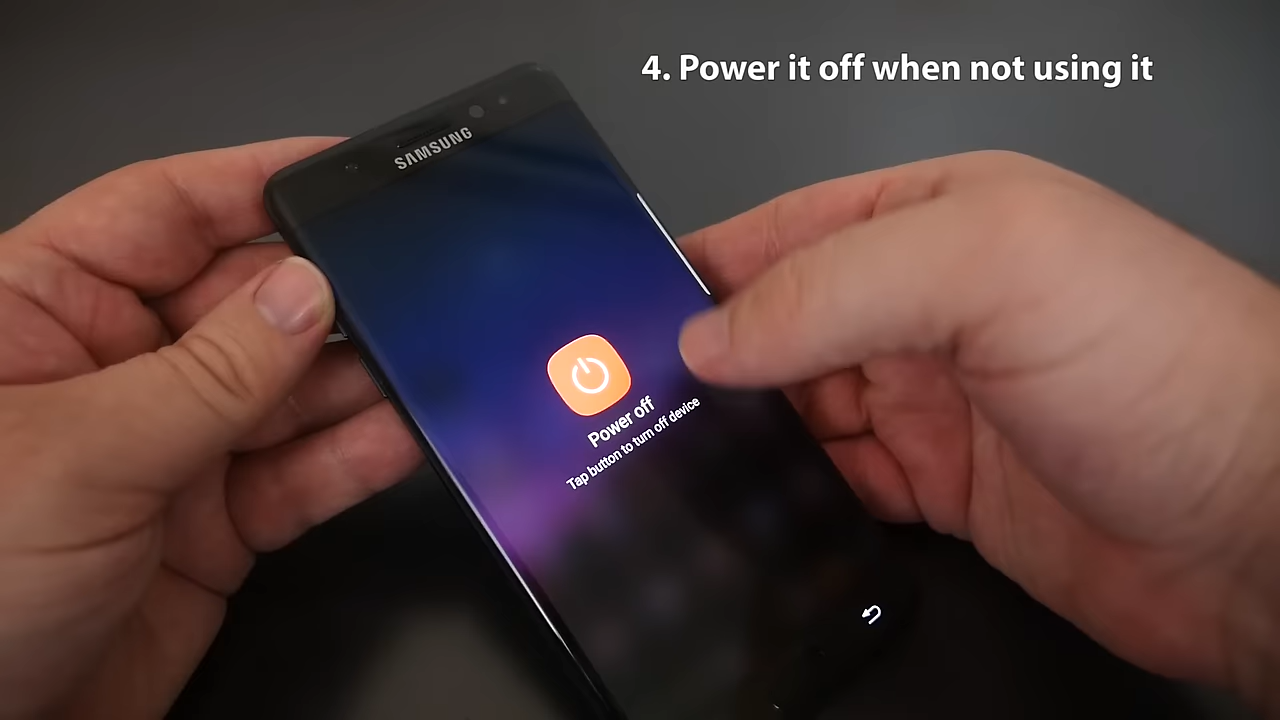 4. Power it off when not using it
SAMSUNG
Power off
Tap button to turn off device